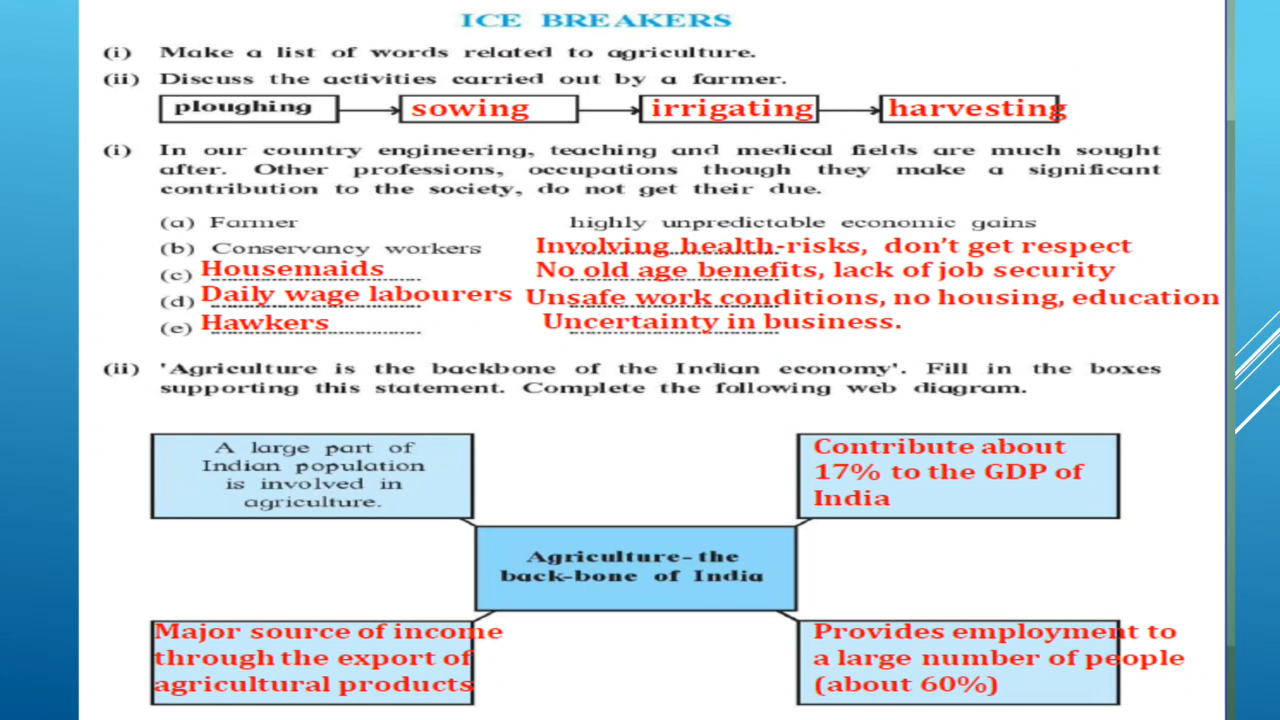 ICE BREAKERS
(i) Make a list of words related to agriculture.
(ii) Discuss the activities carried out by a farmer.
ploughing sowing irrigating harvesting
(i) In our country engineering, teaching and medical fields are much sought
after. Other professions, occupations though they make a significant
contribution to the society, do not get their due.
(a) Farmer highly unpredictable economic gains
(b) Conservancy workers Involving health-risks, don't get respect
(c) Housemaids No old age benefits, lack of job security
(d) Daily wage labourers Unsafe work conditions, no housing, education
(e) Hawkers Uncertainty in business.
(ii) 'Agriculture is the backbone of the Indian economy'. Fill in the boxes
supporting this statement. Complete the following web diagram.
A large part of
Indian population
is involved in
agriculture.
Contribute about
17% to the GDP of
India
Agriculture-the
back-bone of India
Major source of income
through the export of
agricultural products
Provides employment to
a large number of people
(about 60%)